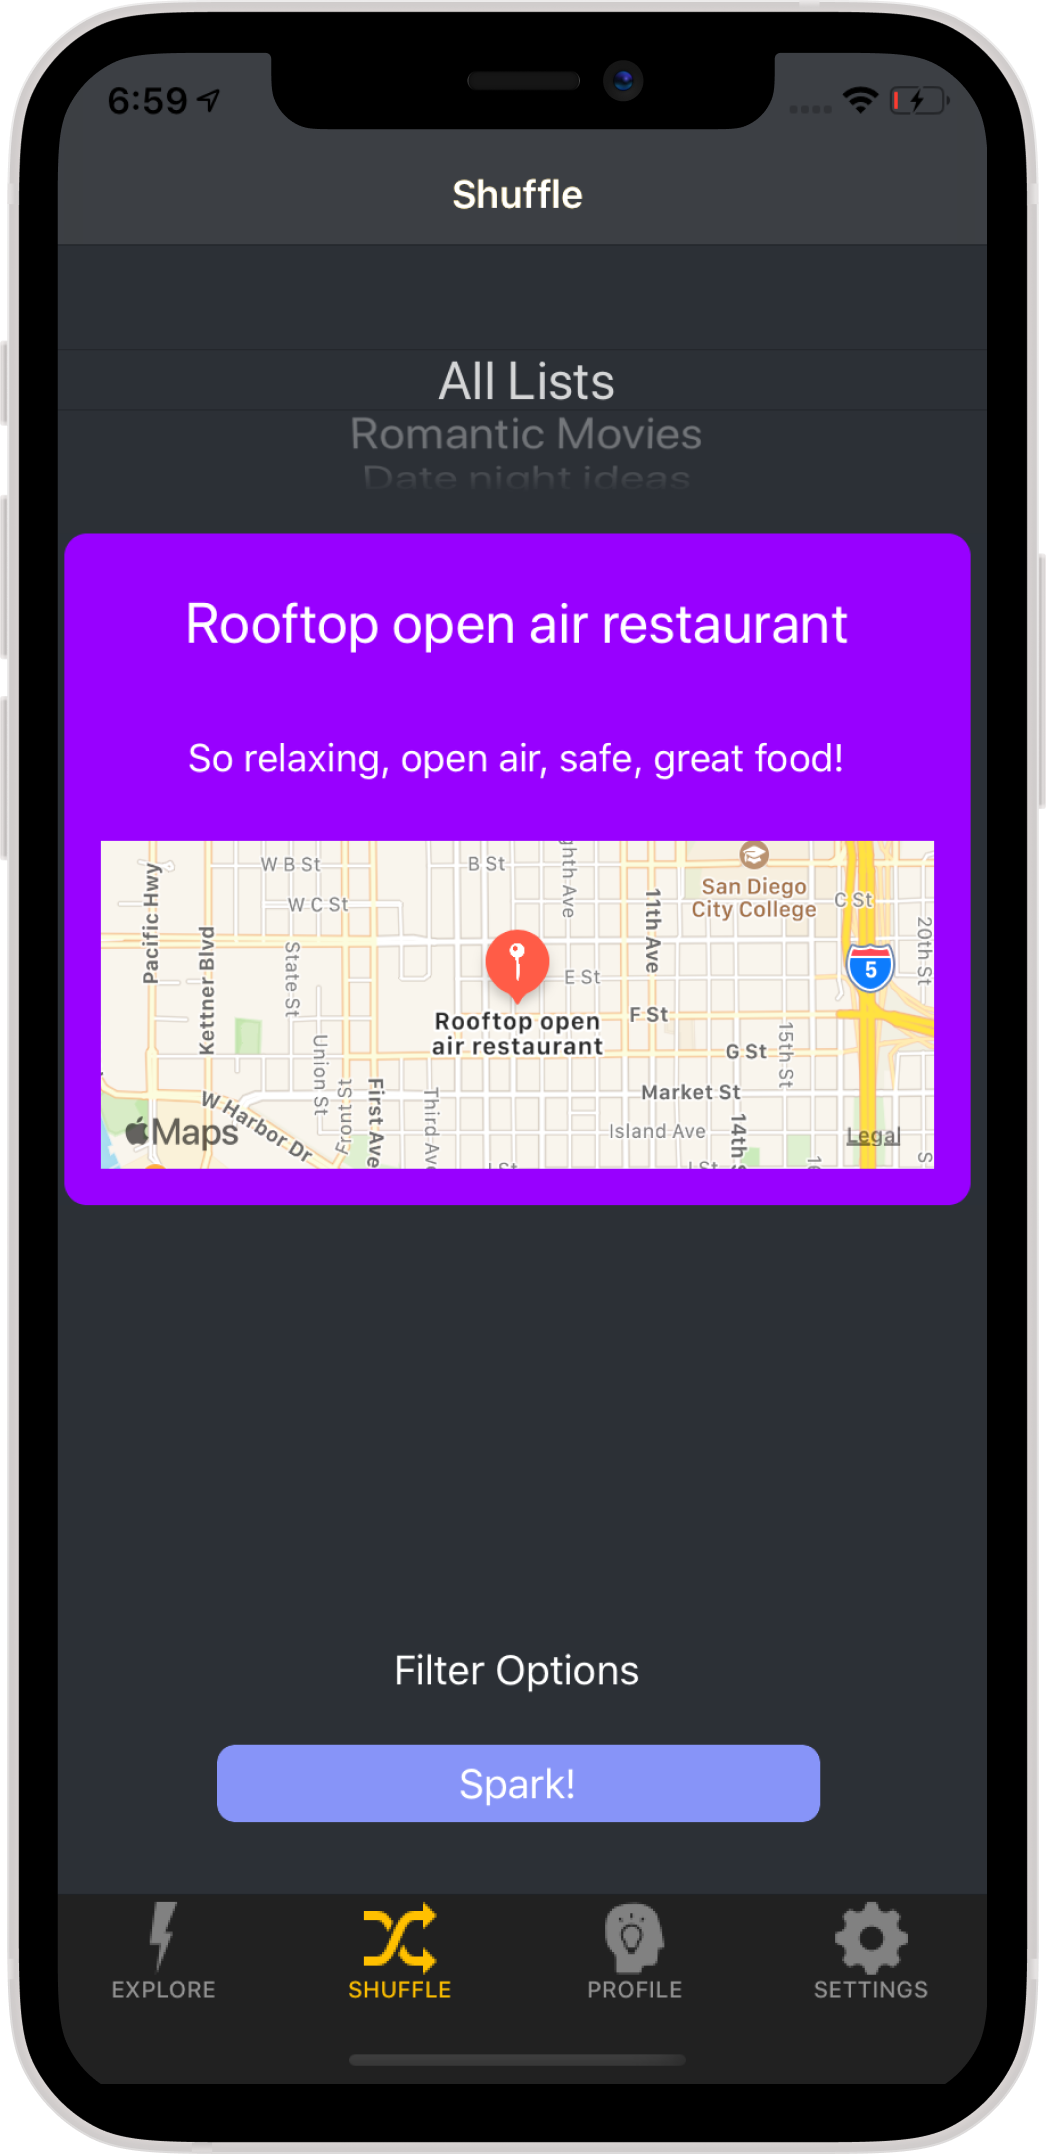 6:59
Shuffle
All Lists
Romantic Movies
Date night ideas
Rooftop open air restaurant
So relaxing, open air, safe, great food!
W B St
B St
San Diego
City College
C St
W C St
Pacific Hwy
Kettner Blvd
State St
11th Ave
20th St
5
E St
Rooftop open
air restaurant
F St
G St
15th St
Union St
Front St
First Ave
Third Av
Market St
W Harbor Dr
Island Ave
14th S
Maps
Legal
EXPLORE
SHUFFLE
PROFILE
SETTINGS
Filter Options
Spark!